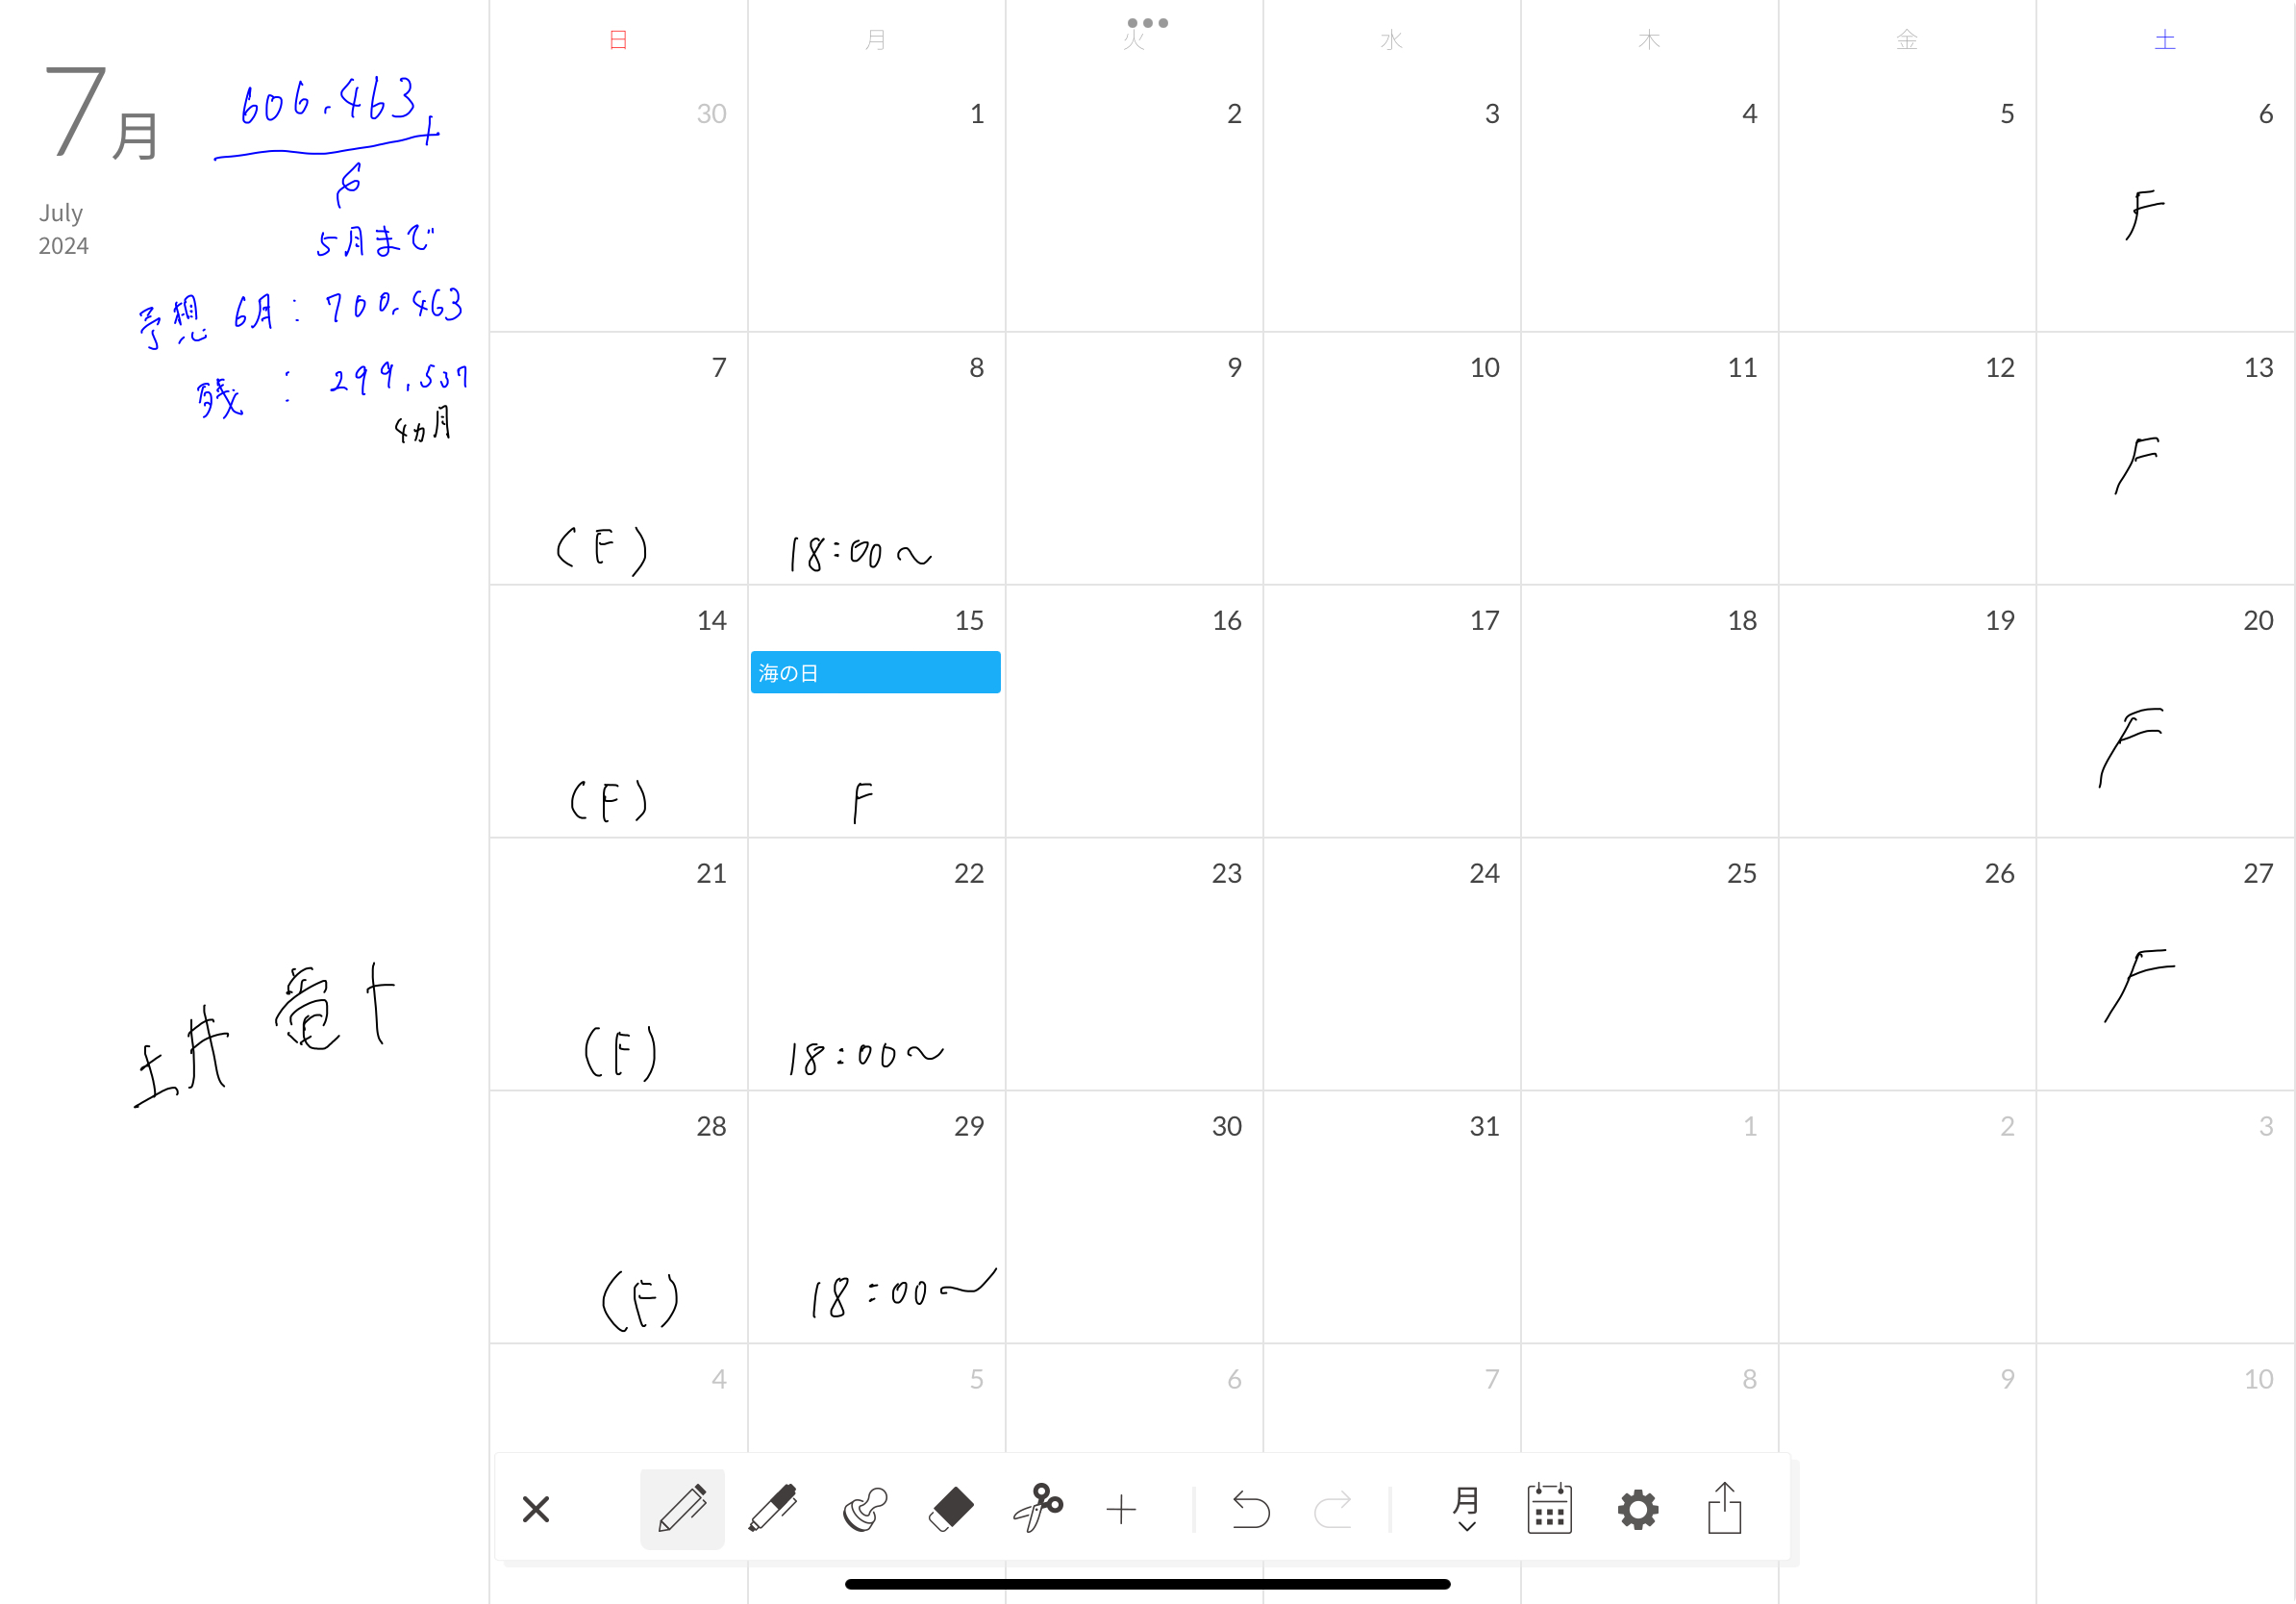 7月
July
2024
606.463
5月まで
予想 6月: 700.463
残 : 299.537
4ヵ月
日 月 火 水 木 金 土
30 1 2 3 4 5 6
F
7 8 9 10 11 12 13
F
(F) 18:00~
14 15 16 17 18 19 20
海の日
F
(F) F
21 22 23 24 25 26 27
F
(F) 18:00~
土井
28 29 30 31 1 2 3
(F) 18:00~
4 5 6 7 8 9 10
月